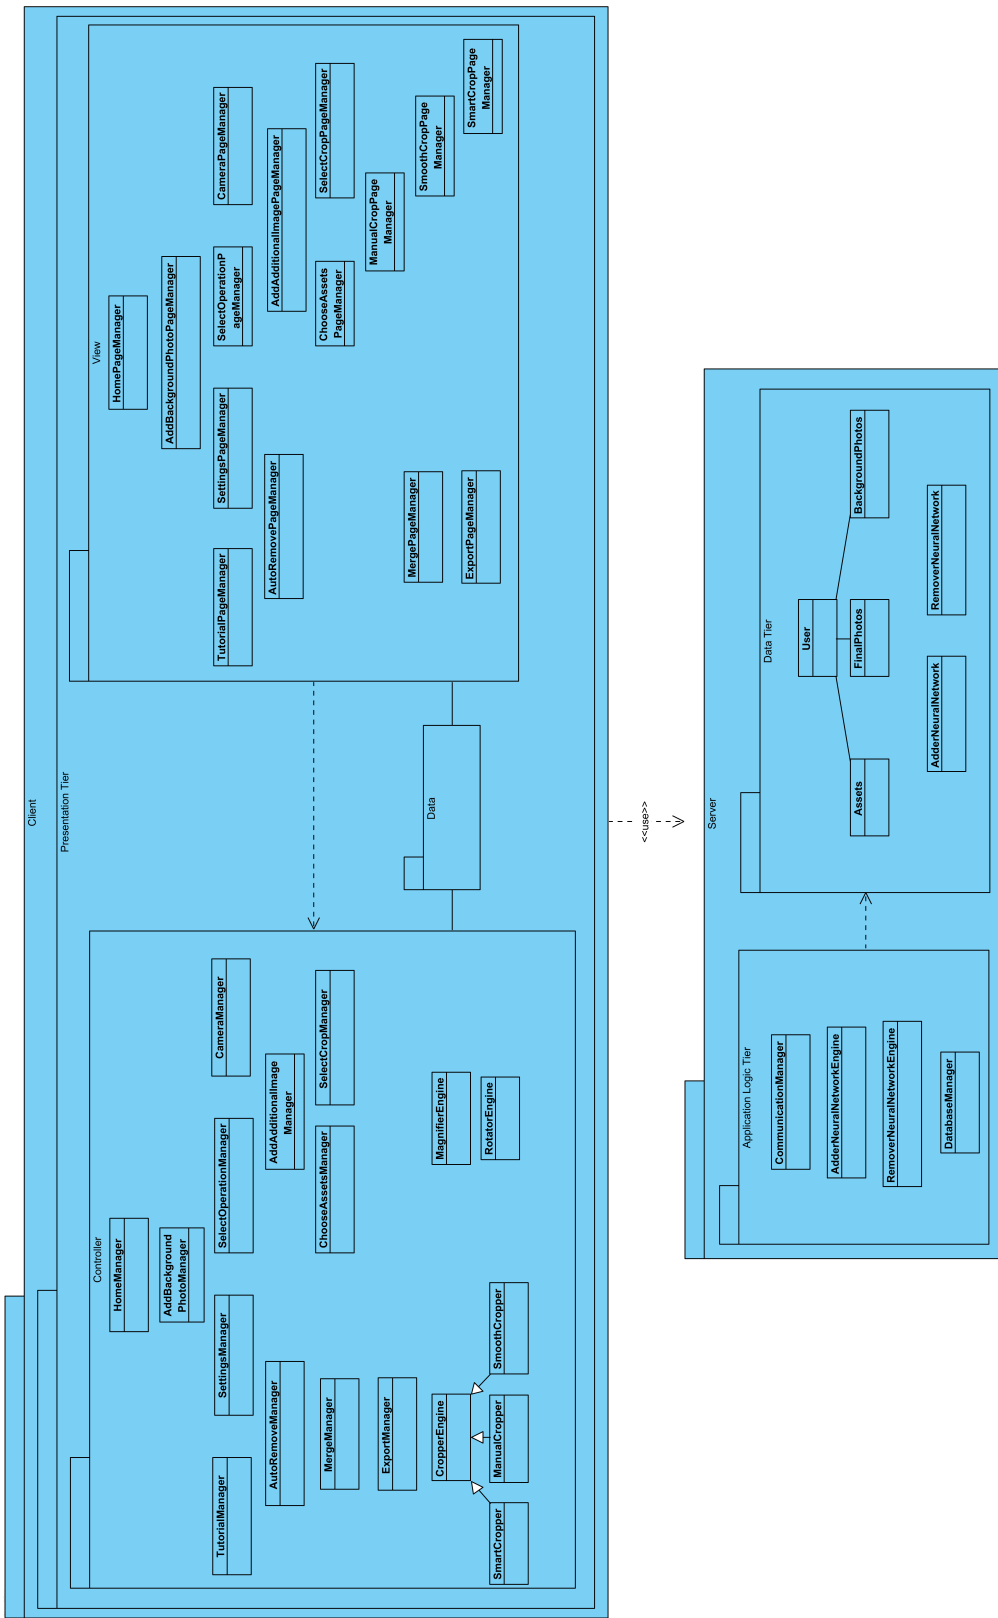 Client
Presentation Tier
Controller
HomeManager
AddBackground
PhotoManager
TutorialManager
SettingsManager
SelectOperationManager
CameraManager
AutoRemoveManager
AddAdditionalImage
Manager
MergeManager
ChooseAssetsManager
SelectCropManager
ExportManager
CropperEngine
MagnifierEngine
RotatorEngine
SmartCropper
ManualCropper
SmoothCropper
Data
View
HomePageManager
AddBackgroundPhotoPageManager
TutorialPageManager
SettingsPageManager
SelectOperationP
ageManager
CameraPageManager
AutoRemovePageManager
AddAdditionalImagePageManager
ChooseAssets
PageManager
SelectCropPageManager
ManualCropPage
Manager
MergePageManager
SmoothCropPage
Manager
ExportPageManager
SmartCropPage
Manager
<<use>>
Server
Application Logic Tier
CommunicationManager
AdderNeuralNetworkEngine
RemoverNeuralNetworkEngine
DatabaseManager
Data Tier
User
Assets
FinalPhotos
BackgroundPhotos
AdderNeuralNetwork
RemoverNeuralNetwork